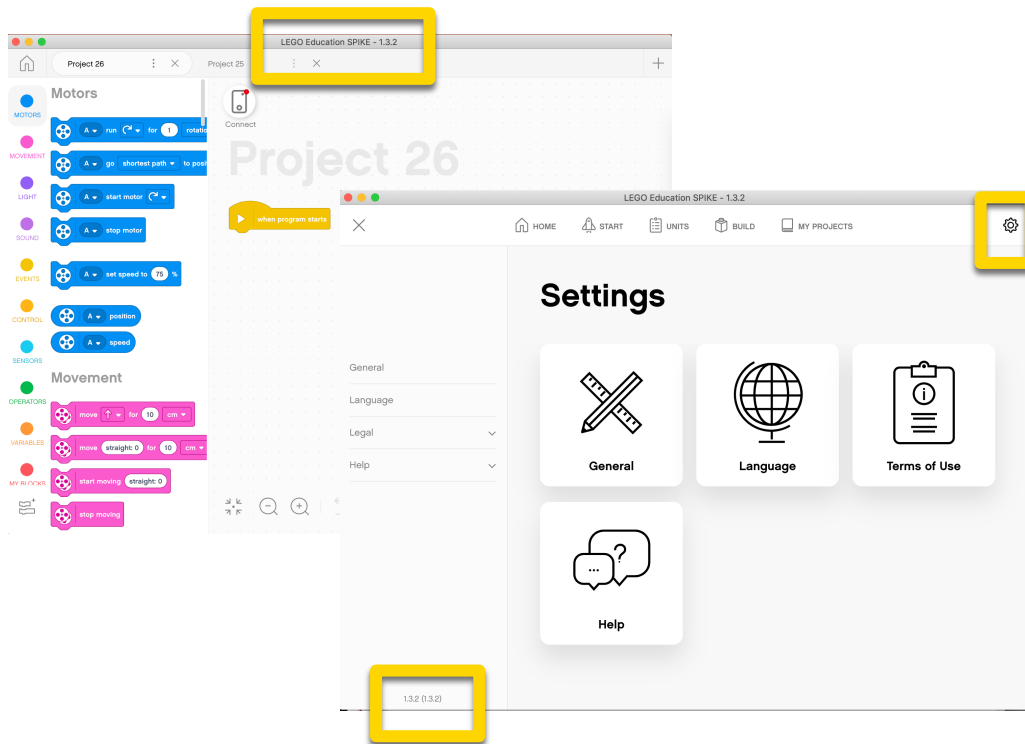 LEGO Education SPIKE - 1.3.2
Project 26
Project 25
MOTORS
MOVEMENT
LIGHT
SOUND
EVENTS
CONTROL
SENSORS
OPERATORS
VARIABLES
MY BLOCKS
Motors
A run for 1 rotatio
A go shortest path to posit
A start motor
A stop motor
A set speed to 75 %
A position
A speed
Movement
move for 10 cm
move straight: 0 for 10 cm
start moving straight: 0
stop moving
Connect
Project 26
when program starts
LEGO Education SPIKE - 1.3.2
HOME START UNITS BUILD MY PROJECTS
General
Language
Legal
Help
1.3.2 (1.3.2)
Settings
General
Language
Terms of Use
Help